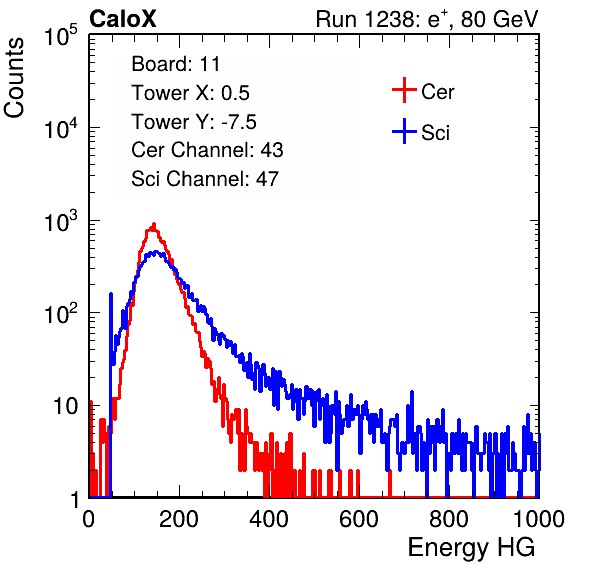 CaloX Run 1238: e⁺, 80 GeV
Counts
10⁵
10⁴
10³
10²
10
1
Board: 11
Tower X: 0.5
Tower Y: -7.5
Cer Channel: 43
Sci Channel: 47
Cer
Sci
0 200 400 600 800 1000
Energy HG